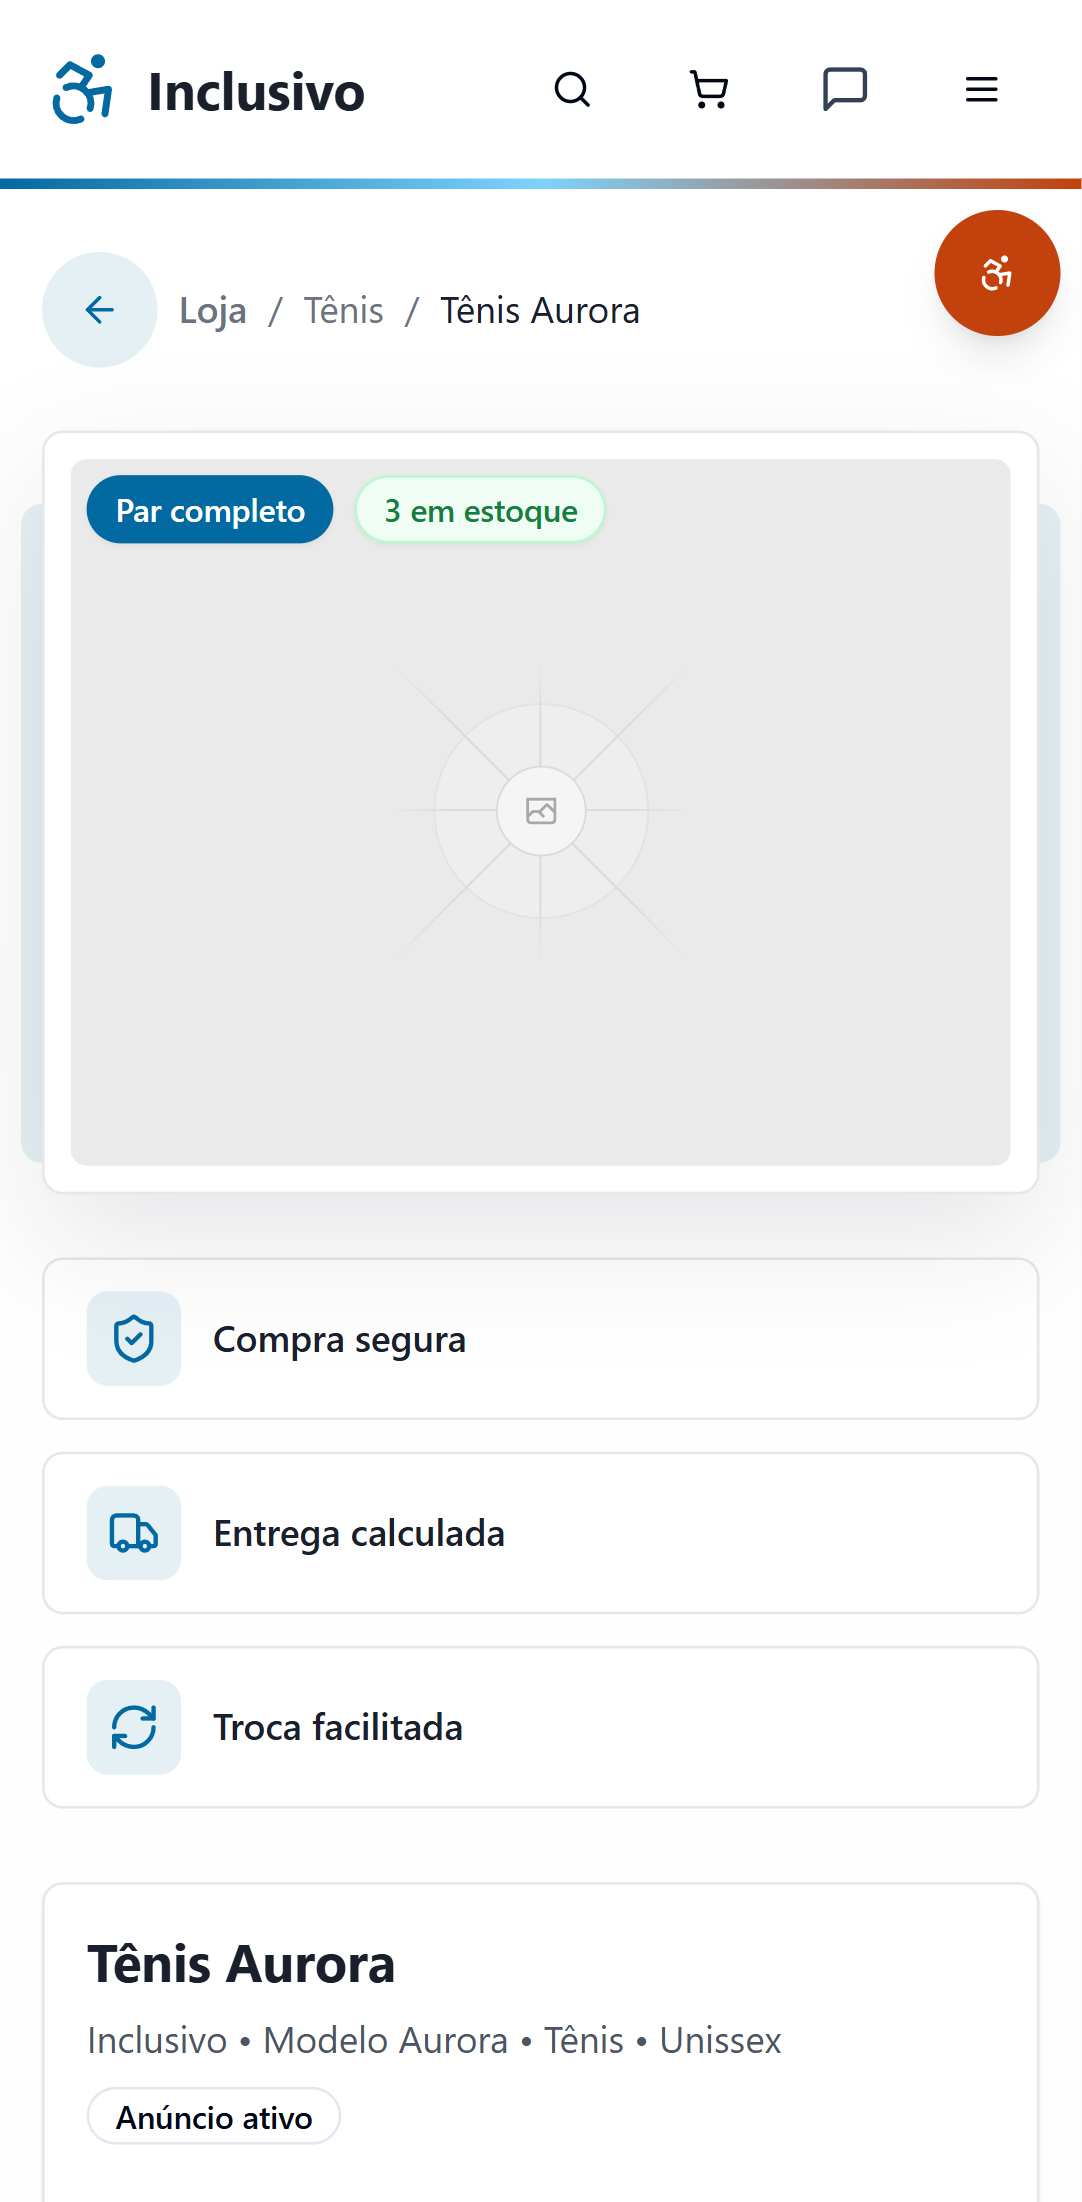 Inclusivo
Loja / Tênis / Tênis Aurora
Par completo
3 em estoque
Compra segura
Entrega calculada
Troca facilitada
Tênis Aurora
Inclusivo • Modelo Aurora • Tênis • Unissex
Anúncio ativo